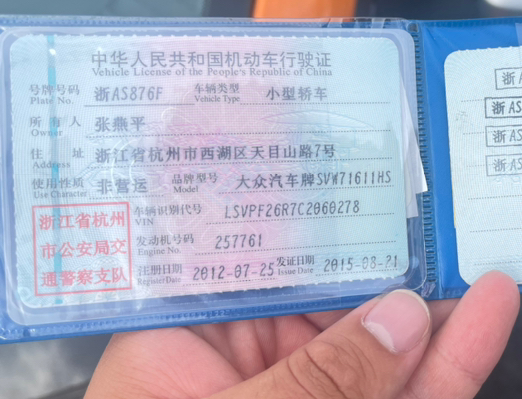 中华人民共和国机动车行驶证
Vehicle License of the People's Republic of China
号牌号码 浙AS876F 车辆类型 小型轿车
Plate No. Vehicle Type
所有人 张燕平
Owner
住址 浙江省杭州市西湖区天目山路7号
Address
使用性质 非营运 品牌型号 大众汽车牌SVW71611HS
Use Character Model
浙江省杭州
市公安局交
通警察支队
车辆识别代号 LSVPF26R7C2060278
VIN
发动机号码 257761
Engine No.
注册日期 2012-07-25 发证日期 2015-08-21
Register Date Issue Date
浙A
浙AS
浙AS
浙AS